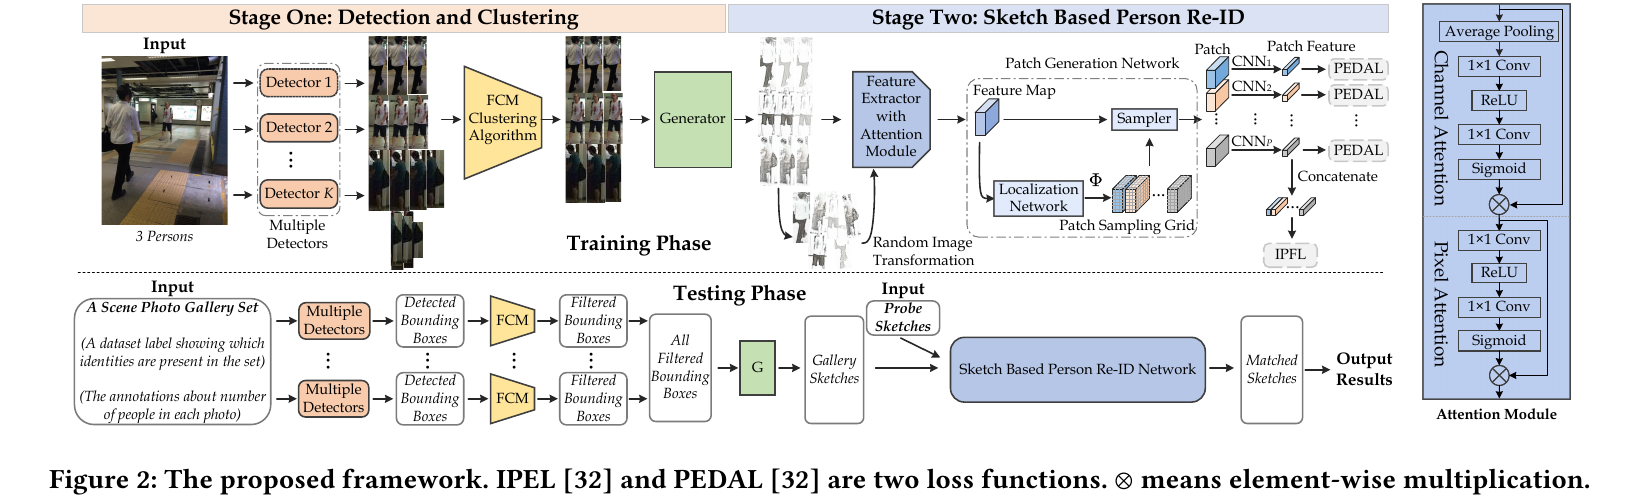 Stage One: Detection and Clustering
Stage Two: Sketch Based Person Re-ID
Input
3 Persons
Detector 1
Detector 2
Detector K
Multiple
Detectors
FCM
Clustering
Algorithm
Generator
Training Phase
Feature
Extractor
with
Attention
Module
Random Image
Transformation
Patch Generation Network
Feature Map
Sampler
Localization
Network
Φ
Patch Sampling Grid
Patch
Patch Feature
CNN1
PEDAL
CNN2
PEDAL
CNNP
PEDAL
Concatenate
IPFL
Testing Phase
Input
A Scene Photo Gallery Set
(A dataset label showing which
identities are present in the set)
(The annotations about number
of people in each photo)
Multiple
Detectors
Detected
Bounding
Boxes
FCM
Filtered
Bounding
Boxes
Multiple
Detectors
Detected
Bounding
Boxes
FCM
Filtered
Bounding
Boxes
All
Filtered
Bounding
Boxes
G
Gallery
Sketches
Input
Probe
Sketches
Sketch Based Person Re-ID Network
Matched
Sketches
Output
Results
Average Pooling
1×1 Conv
ReLU
1×1 Conv
Sigmoid
Channel Attention
1×1 Conv
ReLU
1×1 Conv
Sigmoid
Pixel Attention
Attention Module
Figure 2: The proposed framework. IPEL [32] and PEDAL [32] are two loss functions. ⊗ means element-wise multiplication.